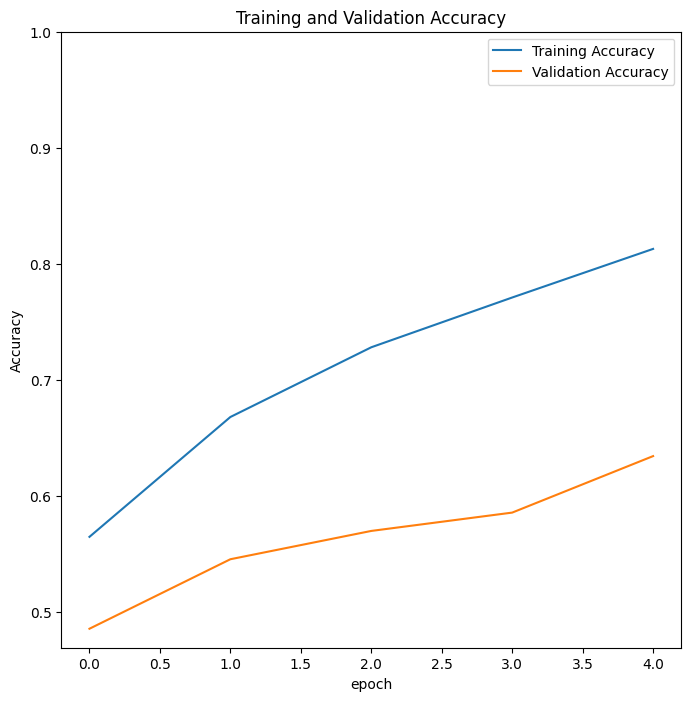 Training and Validation Accuracy
1.0
Training Accuracy
Validation Accuracy
0.9
0.8
0.7
0.6
0.5
Accuracy
0.0 0.5 1.0 1.5 2.0 2.5 3.0 3.5 4.0
epoch